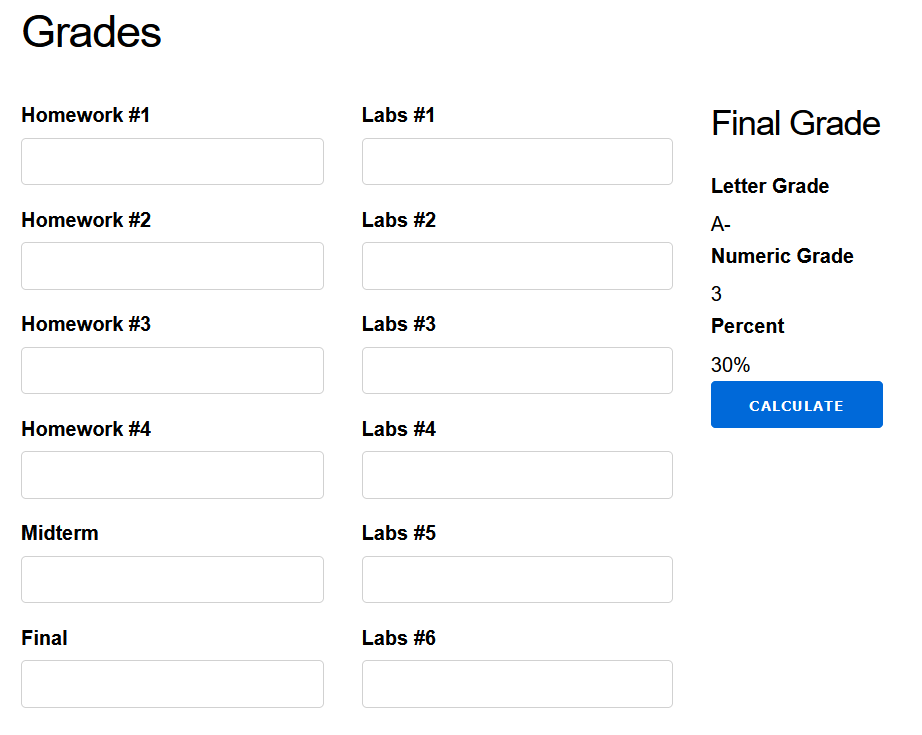 Grades
Homework #1
Homework #2
Homework #3
Homework #4
Midterm
Final
Labs #1
Labs #2
Labs #3
Labs #4
Labs #5
Labs #6
Final Grade
Letter Grade
A-
Numeric Grade
3
Percent
30%
CALCULATE